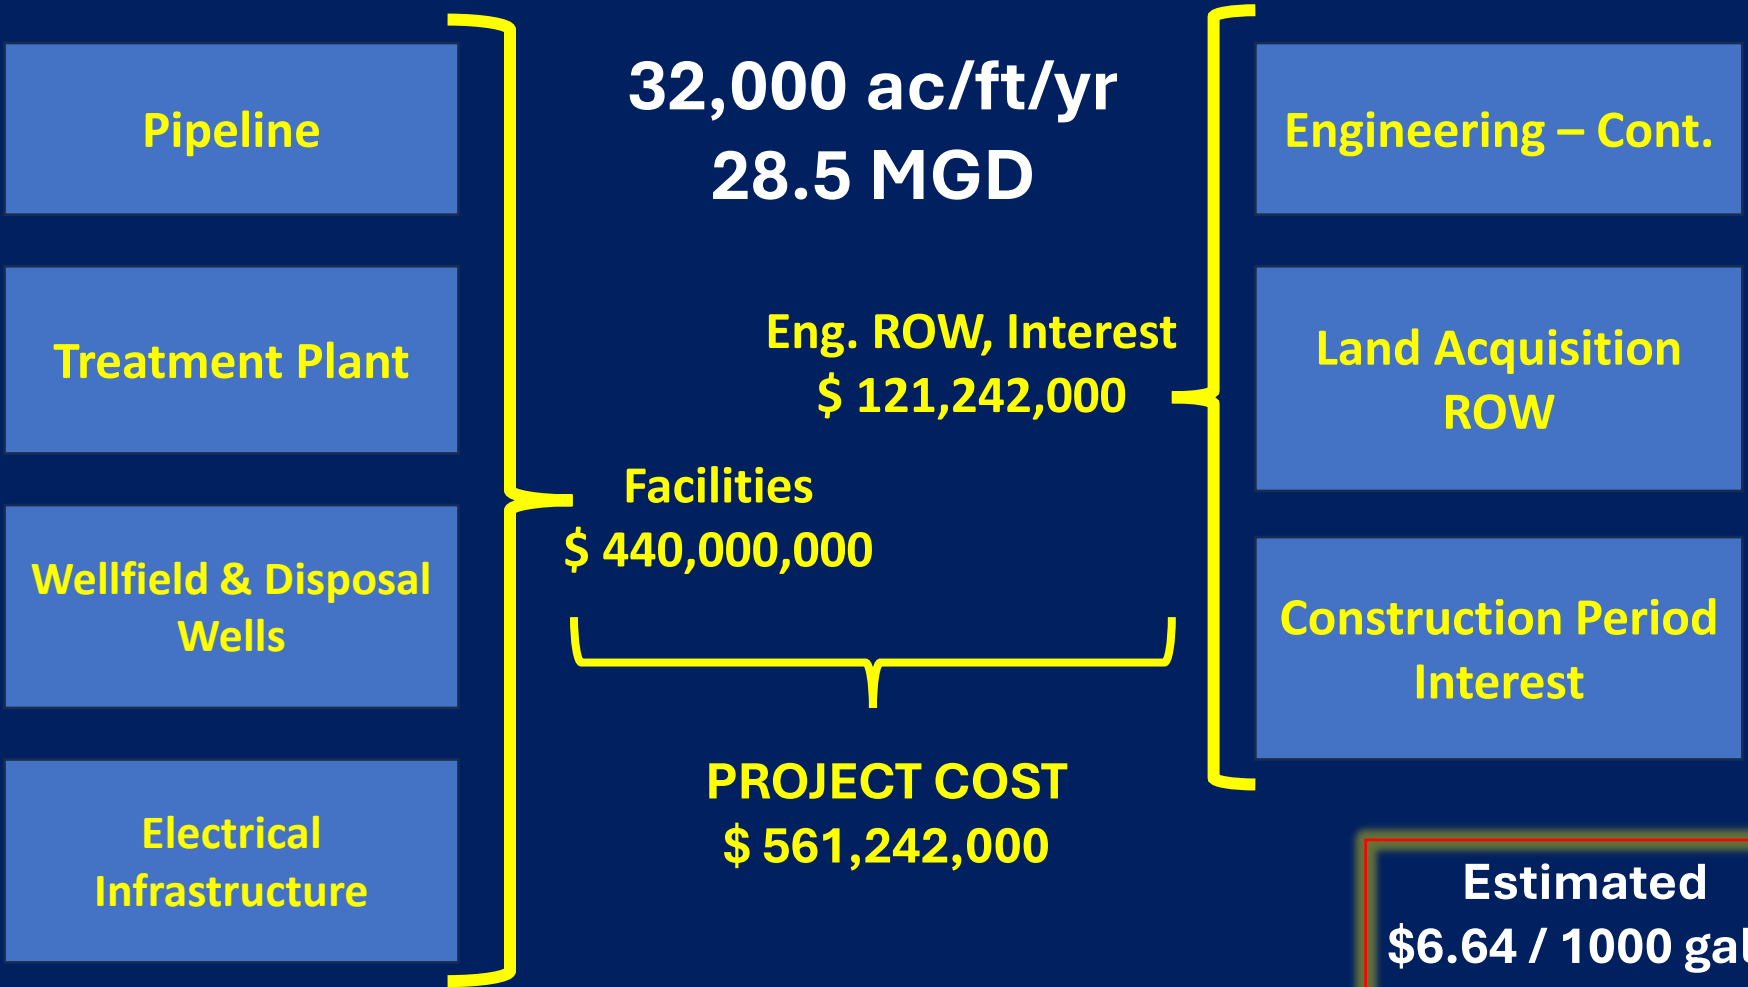 Pipeline
Treatment Plant
Wellfield & Disposal
Wells
Electrical
Infrastructure
32,000 ac/ft/yr
28.5 MGD
Eng. ROW, Interest
$ 121,242,000
Facilities
$ 440,000,000
PROJECT COST
$ 561,242,000
Engineering – Cont.
Land Acquisition
ROW
Construction Period
Interest
Estimated
$6.64 / 1000 gal